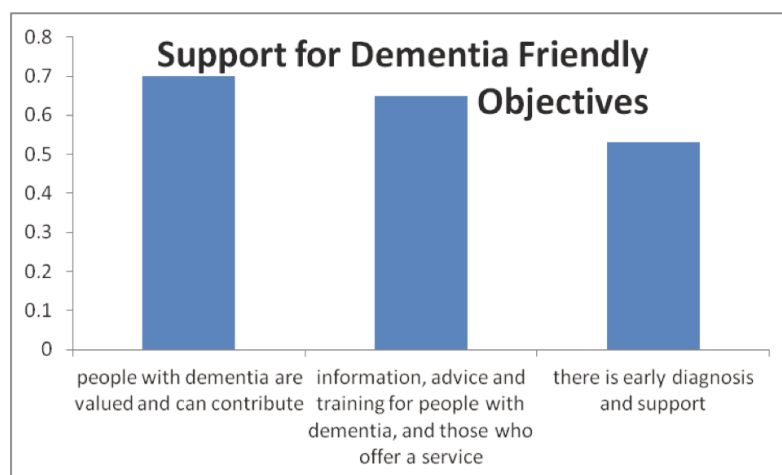 Support for Dementia Friendly
Objectives
0.8
0.7
0.6
0.5
0.4
0.3
0.2
0.1
0
people with dementia are
valued and can contribute
information, advice and
training for people with
dementia, and those who
offer a service
there is early diagnosis
and support